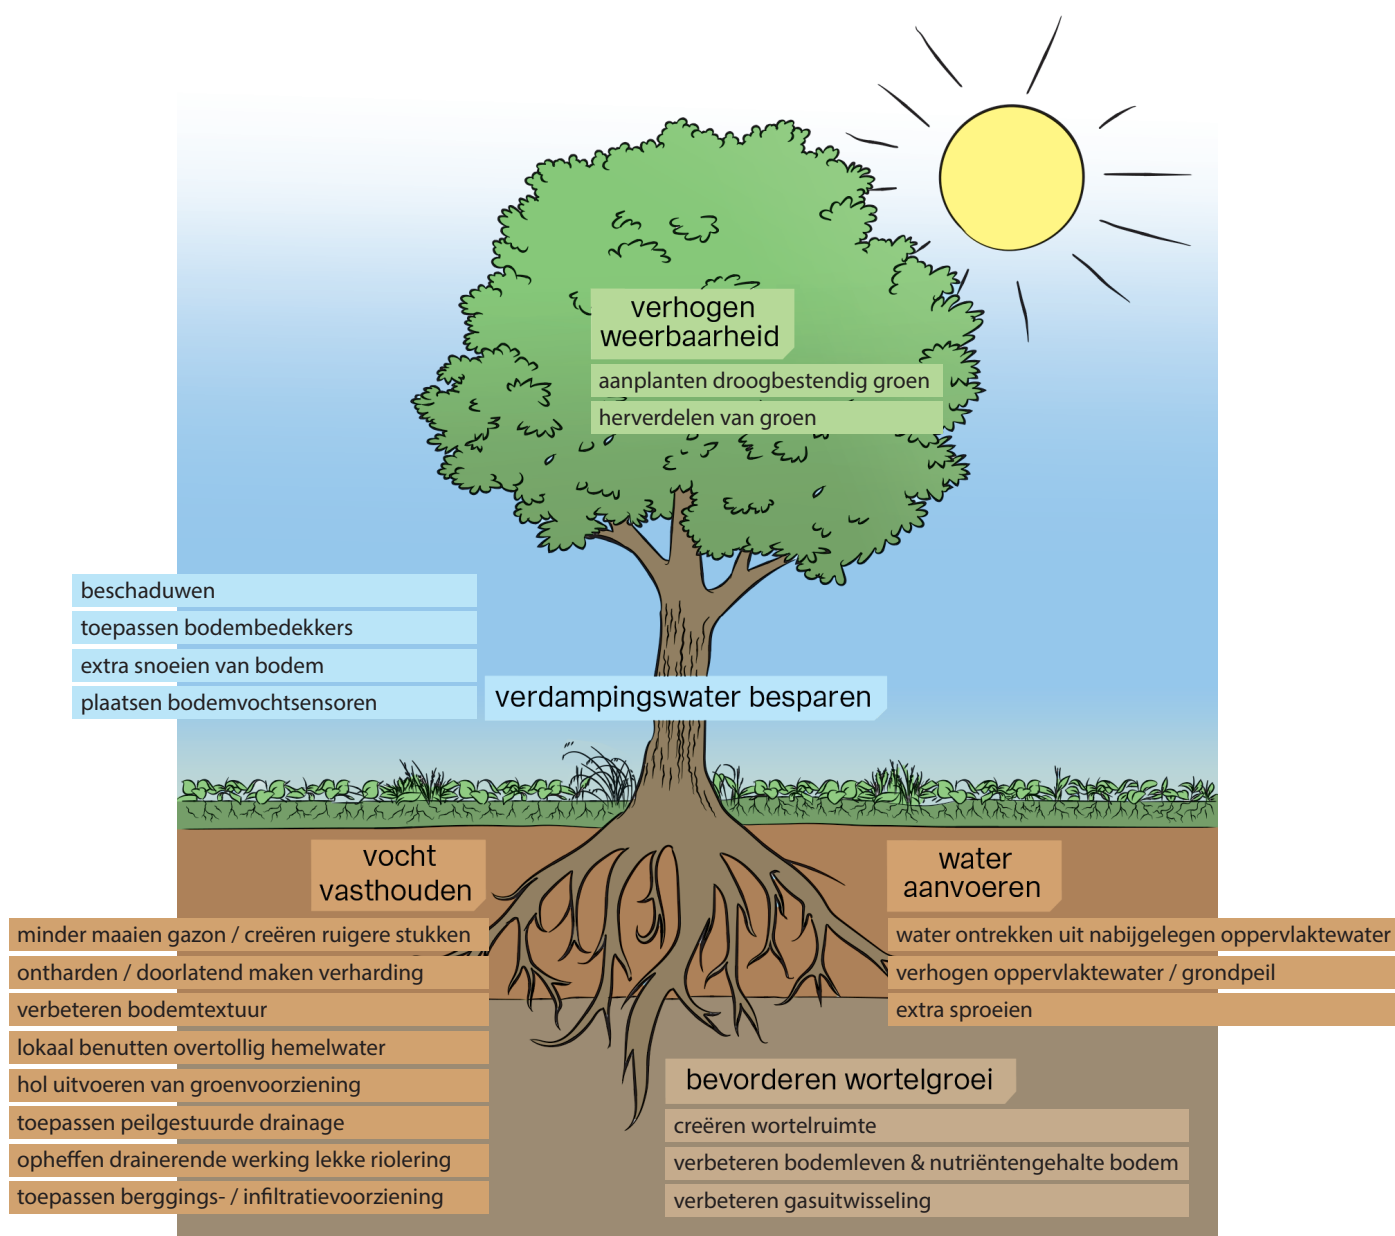 verhogen
weerbaarheid
aanplanten droogbestendig groen
herverdelen van groen
beschaduwen
toepassen bodembedekkers
extra snoeien van bodem
plaatsen bodemvochtsensoren
verdampingswater besparen
vocht
vasthouden
minder maaien gazon / creëren ruigere stukken
ontharden / doorlatend maken verharding
verbeteren bodemtextuur
lokaal benutten overtollig hemelwater
hol uitvoeren van groenvoorziening
toepassen peilgestuurde drainage
opheffen drainerende werking lekke riolering
toepassen berggings- / infiltratievoorziening
water
aanvoeren
water ontrekken uit nabijgelegen oppervlaktewater
verhogen oppervlaktewater / grondpeil
extra sproeien
bevorderen wortelgroei
creëren wortelruimte
verbeteren bodemleven & nutriëntengehalte bodem
verbeteren gasuitwisseling